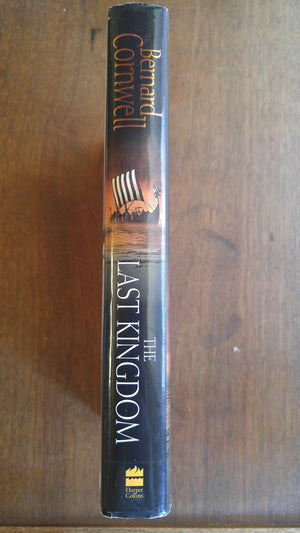 Bernard
Cornwell
THE
LAST KINGDOM
Harper
Collins